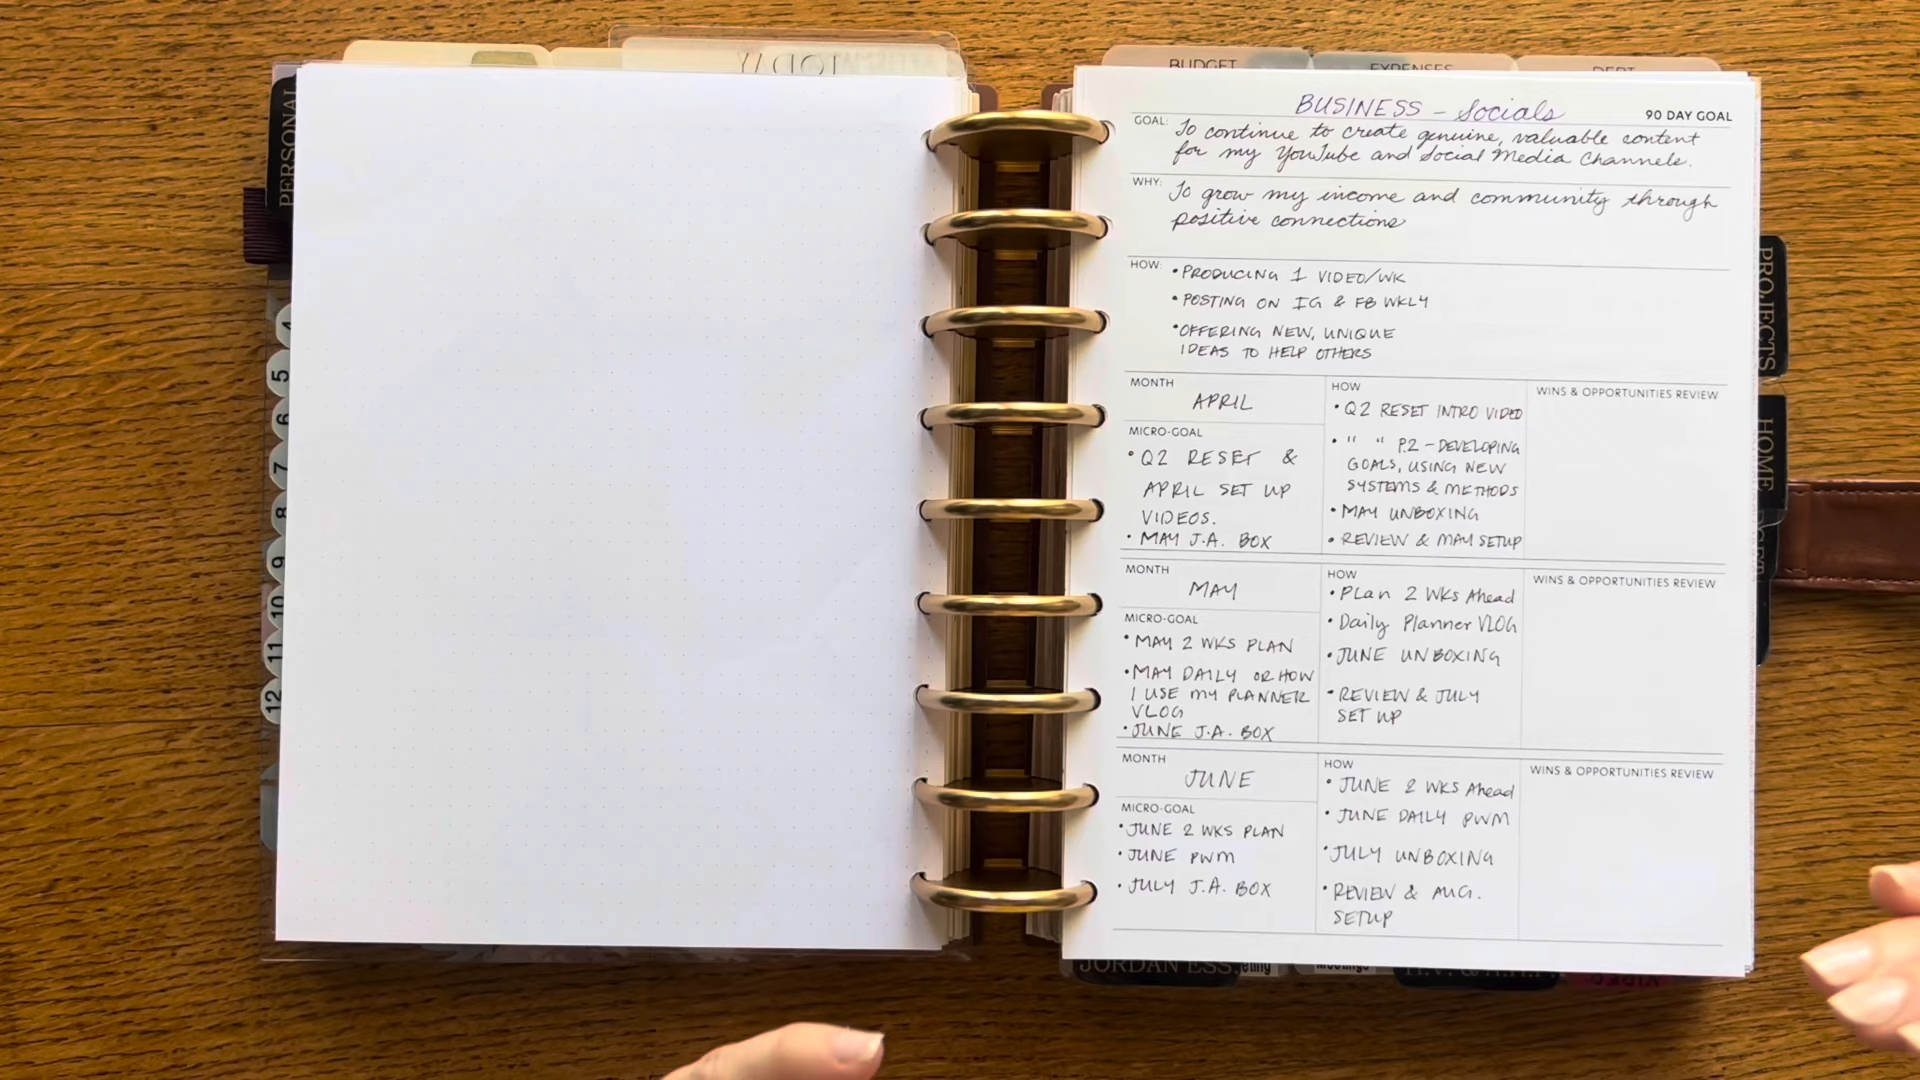 TODAY
PERSONAL
4
5
6
7
8
9
10
11
12
BUDGET
EXPENSES
DEBT
BUSINESS - Socials
90 DAY GOAL
GOAL: To continue to create genuine, valuable content
for my YouTube and Social Media Channels.
WHY: To grow my income and community through
positive connections
HOW: • PRODUCING 1 VIDEO/WK
• POSTING ON IG & FB WKLY
• OFFERING NEW, UNIQUE
IDEAS TO HELP OTHERS
MONTH
APRIL
MICRO-GOAL
• Q2 RESET &
APRIL SET UP
VIDEOS.
• MAY J.A. BOX
HOW
• Q2 RESET INTRO VIDEO
• " " P.2 - DEVELOPING
GOALS, USING NEW
SYSTEMS & METHODS
• MAY UNBOXING
• REVIEW & MAY SETUP
WINS & OPPORTUNITIES REVIEW
MONTH
MAY
MICRO-GOAL
• MAY 2 WKS PLAN
• MAY DAILY OR HOW
I USE MY PLANNER
VLOG
• JUNE J.A. BOX
HOW
• Plan 2 WKS Ahead
• Daily Planner VLOG
• JUNE UNBOXING
• REVIEW & JULY
SET UP
WINS & OPPORTUNITIES REVIEW
MONTH
JUNE
MICRO-GOAL
• JUNE 2 WKS PLAN
• JUNE PWM
• JULY J.A. BOX
HOW
• JUNE 2 WKS Ahead
• JUNE DAILY PWM
• JULY UNBOXING
• REVIEW & AUG.
SETUP
WINS & OPPORTUNITIES REVIEW
PROJECTS
HOME
JORDAN ESS.
Meetings
VIDEO